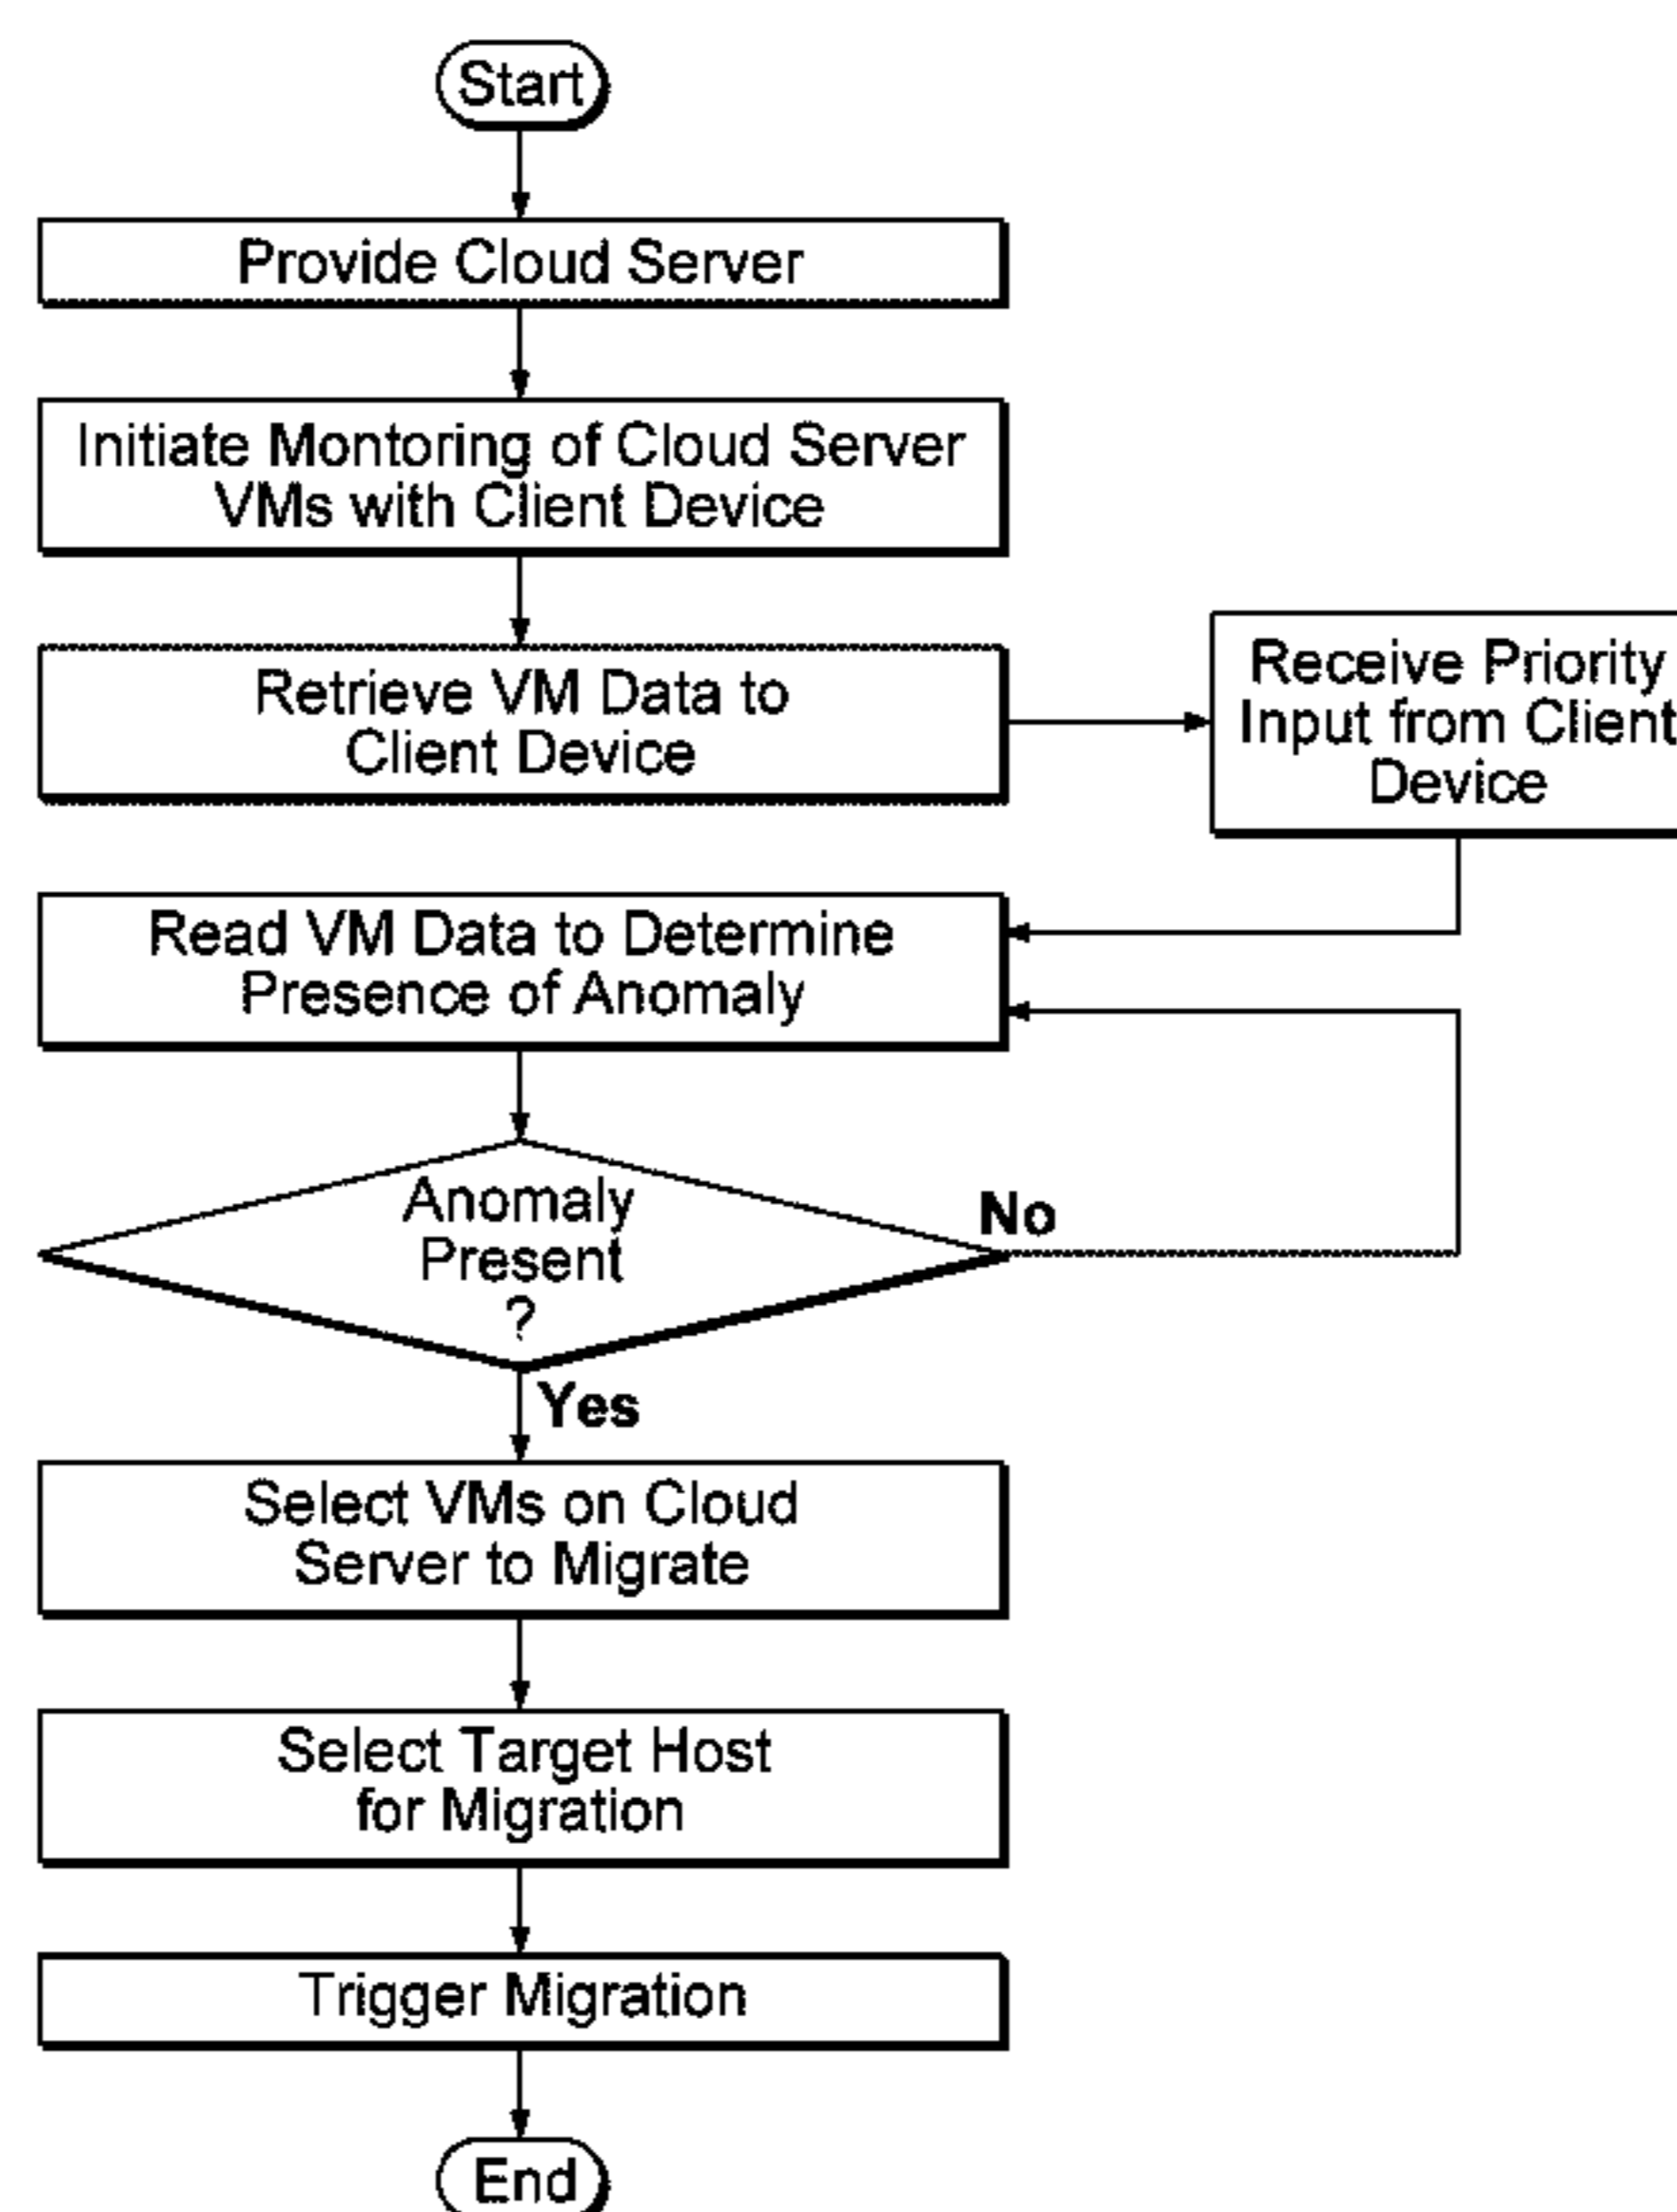 Start
Provide Cloud Server
Initiate Montoring of Cloud Server
VMs with Client Device
Retrieve VM Data to
Client Device
Receive Priority
Input from Client
Device
Read VM Data to Determine
Presence of Anomaly
Anomaly
Present
?
No
Yes
Select VMs on Cloud
Server to Migrate
Select Target Host
for Migration
Trigger Migration
End